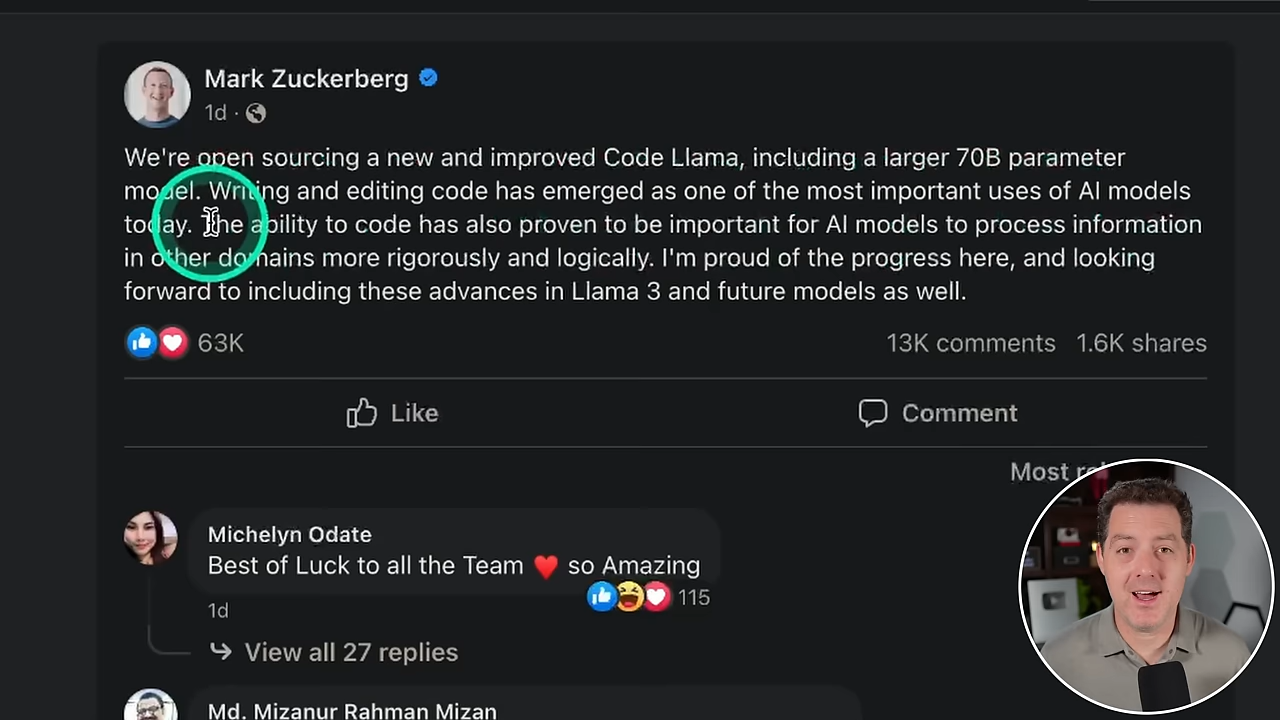 Mark Zuckerberg
1d ·
We're open sourcing a new and improved Code Llama, including a larger 70B parameter
model. Writing and editing code has emerged as one of the most important uses of AI models
today. The ability to code has also proven to be important for AI models to process information
in other domains more rigorously and logically. I'm proud of the progress here, and looking
forward to including these advances in Llama 3 and future models as well.
63K
13K comments 1.6K shares
Like
Comment
Most
Michelyn Odate
Best of Luck to all the Team ❤️ so Amazing
115
1d
View all 27 replies
Md. Mizanur Rahman Mizan